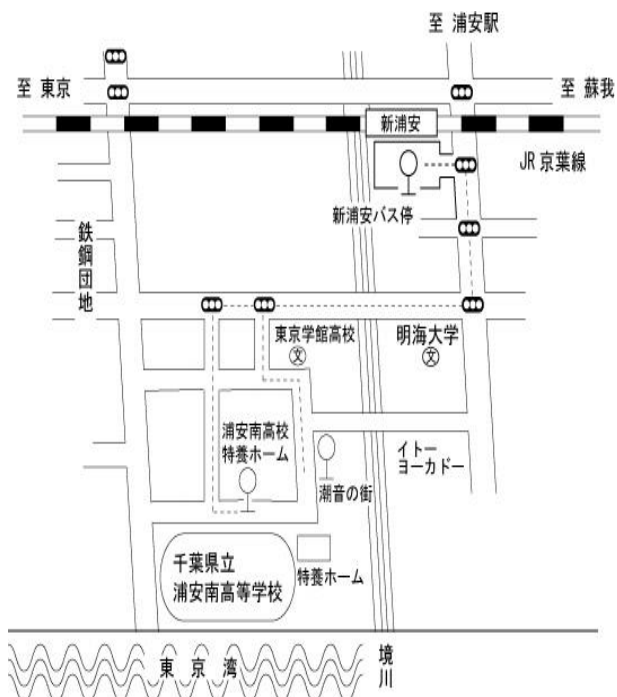 至 浦安駅
至 東京
至 蘇我
新浦安
JR 京葉線
新浦安バス停
鉄鋼団地
東京学館高校
文
明海大学
文
浦安南高校
特養ホーム
イトー
ヨーカドー
潮音の街
千葉県立
浦安南高等学校
特養ホーム
東京湾
境川